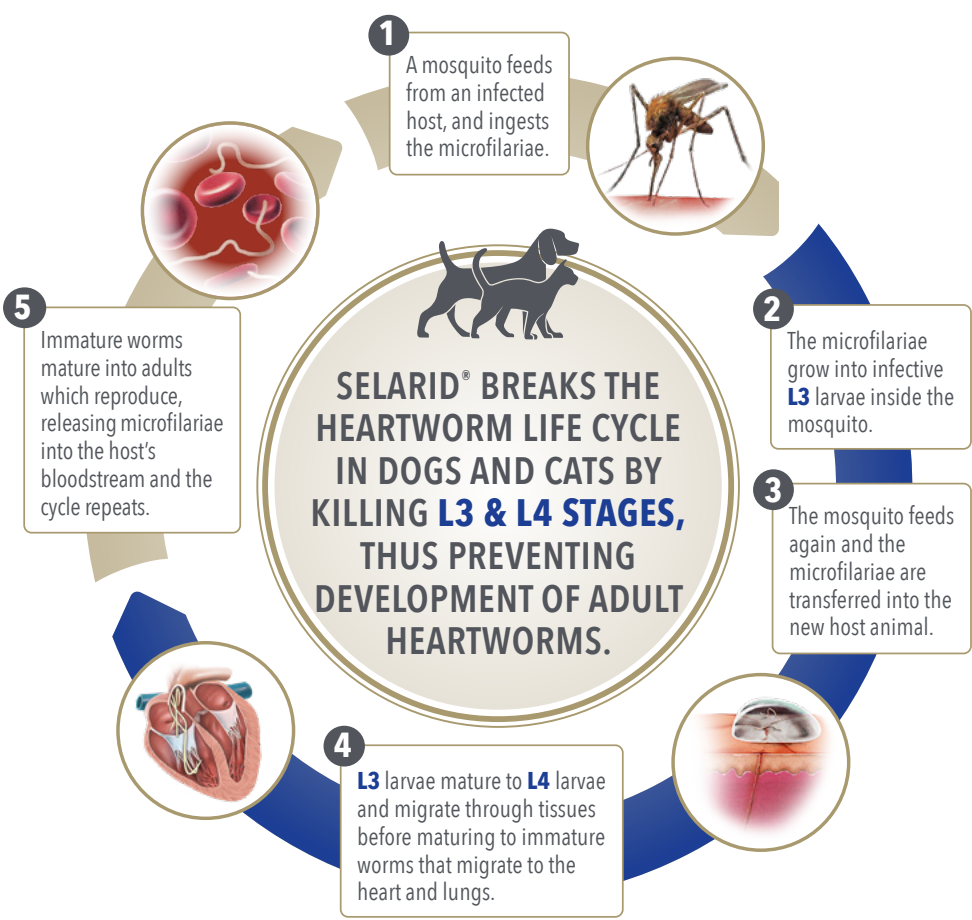 1
A mosquito feeds
from an infected
host, and ingests
the microfilariae.
2
The microfilariae
grow into infective
L3 larvae inside the
mosquito.
3
The mosquito feeds
again and the
microfilariae are
transferred into the
new host animal.
4
L3 larvae mature to L4 larvae
and migrate through tissues
before maturing to immature
worms that migrate to the
heart and lungs.
5
Immature worms
mature into adults
which reproduce,
releasing microfilariae
into the host's
bloodstream and the
cycle repeats.
SELARID® BREAKS THE
HEARTWORM LIFE CYCLE
IN DOGS AND CATS BY
KILLING L3 & L4 STAGES,
THUS PREVENTING
DEVELOPMENT OF ADULT
HEARTWORMS.